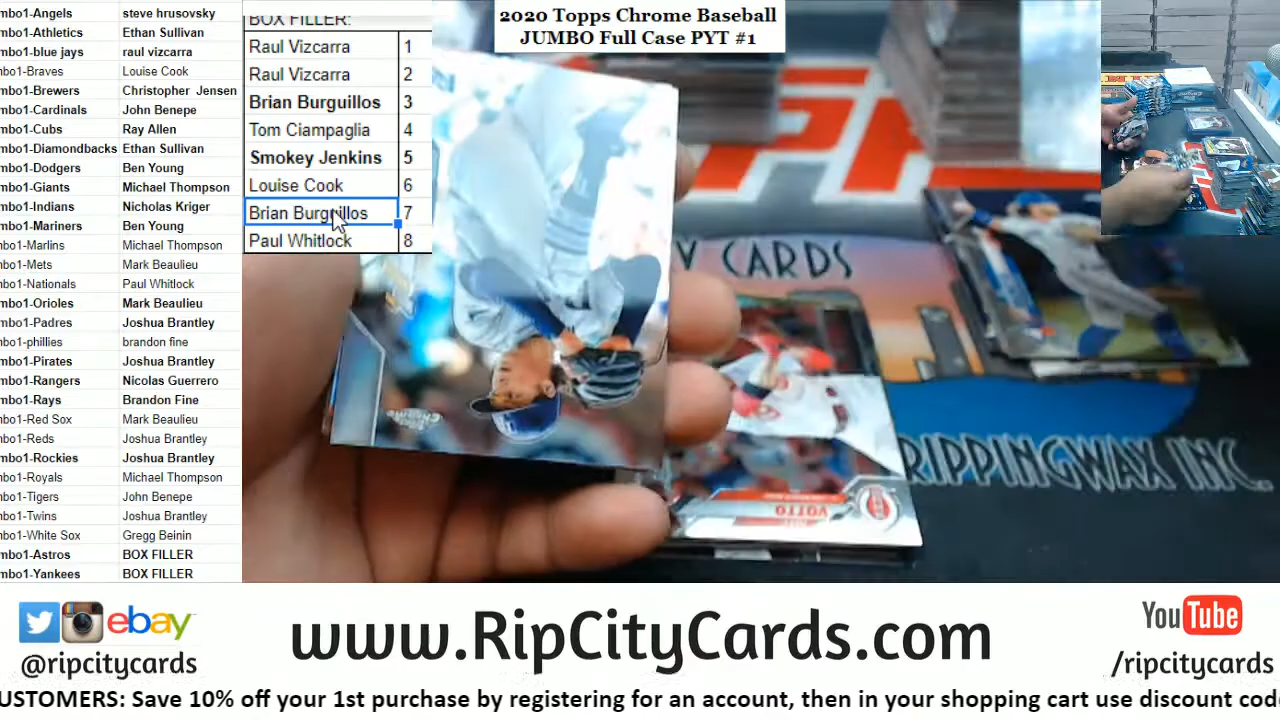 mbo1-Angels steve hrusovsky
mbo1-Athletics Ethan Sullivan
mbo1-blue jays raul vizcarra
mbo1-Braves Louise Cook
mbo1-Brewers Christopher Jensen
mbo1-Cardinals John Benepe
mbo1-Cubs Ray Allen
mbo1-Diamondbacks Ethan Sullivan
mbo1-Dodgers Ben Young
mbo1-Giants Michael Thompson
mbo1-Indians Nicholas Kriger
mbo1-Mariners Ben Young
mbo1-Marlins Michael Thompson
mbo1-Mets Mark Beaulieu
mbo1-Nationals Paul Whitlock
mbo1-Orioles Mark Beaulieu
mbo1-Padres Joshua Brantley
mbo1-phillies brandon fine
mbo1-Pirates Joshua Brantley
mbo1-Rangers Nicolas Guerrero
mbo1-Rays Brandon Fine
mbo1-Red Sox Mark Beaulieu
mbo1-Reds Joshua Brantley
mbo1-Rockies Joshua Brantley
mbo1-Royals Michael Thompson
mbo1-Tigers John Benepe
mbo1-Twins Joshua Brantley
mbo1-White Sox Gregg Beinin
mbo1-Astros BOX FILLER
mbo1-Yankees BOX FILLER
BOX FILLER:
Raul Vizcarra 1
Raul Vizcarra 2
Brian Burguillos 3
Tom Ciampaglia 4
Smokey Jenkins 5
Louise Cook 6
Brian Burguillos 7
Paul Whitlock 8
2020 Topps Chrome Baseball
JUMBO Full Case PYT #1
Y CARDS
RIPPINGWAX INC.
VOTTO
ebay
@ripcitycards
www.RipCityCards.com
YouTube
/ripcitycards
USTOMERS: Save 10% off your 1st purchase by registering for an account, then in your shopping cart use discount cod